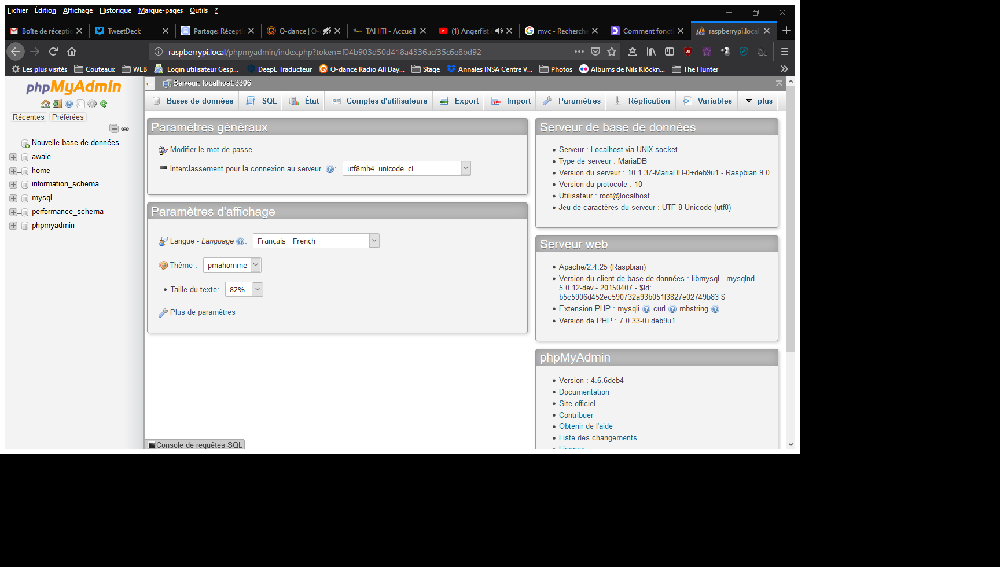 Fichier Édition Affichage Historique Marque-pages Outils ?
Boîte de réceptio TweetDeck Partage: Récepti Q-dance | Q- TAHITI - Accueil (1) Angerfist mvc - Recherche Comment foncti raspberrypi.local
raspberrypi.local/phpmyadmin/index.php?token=f04b903d50d418a4336acf35c6e8bd92
Les plus visités Couteaux WEB Login utilisateur Gesp... DeepL Traducteur Q-dance Radio All Day... Stage Annales INSA Centre V... Photos Albums de Nils Klöckn... The Hunter
phpMyAdmin
Récentes Préférées
Nouvelle base de données
awaie
home
information_schema
mysql
performance_schema
phpmyadmin
Serveur: localhost:3306
Bases de données SQL État Comptes d'utilisateurs Export Import Paramètres Réplication Variables plus
Paramètres généraux
Modifier le mot de passe
Interclassement pour la connexion au serveur : utf8mb4_unicode_ci
Paramètres d'affichage
Langue - Language : Français - French
Thème : pmahomme
Taille du texte: 82%
Plus de paramètres
Serveur de base de données
Serveur : Localhost via UNIX socket
Type de serveur : MariaDB
Version du serveur : 10.1.37-MariaDB-0+deb9u1 - Raspbian 9.0
Version du protocole : 10
Utilisateur : root@localhost
Jeu de caractères du serveur : UTF-8 Unicode (utf8)
Serveur web
Apache/2.4.25 (Raspbian)
Version du client de base de données : libmysql - mysqlnd
5.0.12-dev - 20150407 - $Id:
b5c5906d452ec590732a93b051f3827e02749b83 $
Extension PHP : mysqli curl mbstring
Version de PHP : 7.0.33-0+deb9u1
phpMyAdmin
Version : 4.6.6deb4
Documentation
Site officiel
Contribuer
Obtenir de l'aide
Liste des changements
License
Console de requêtes SQL